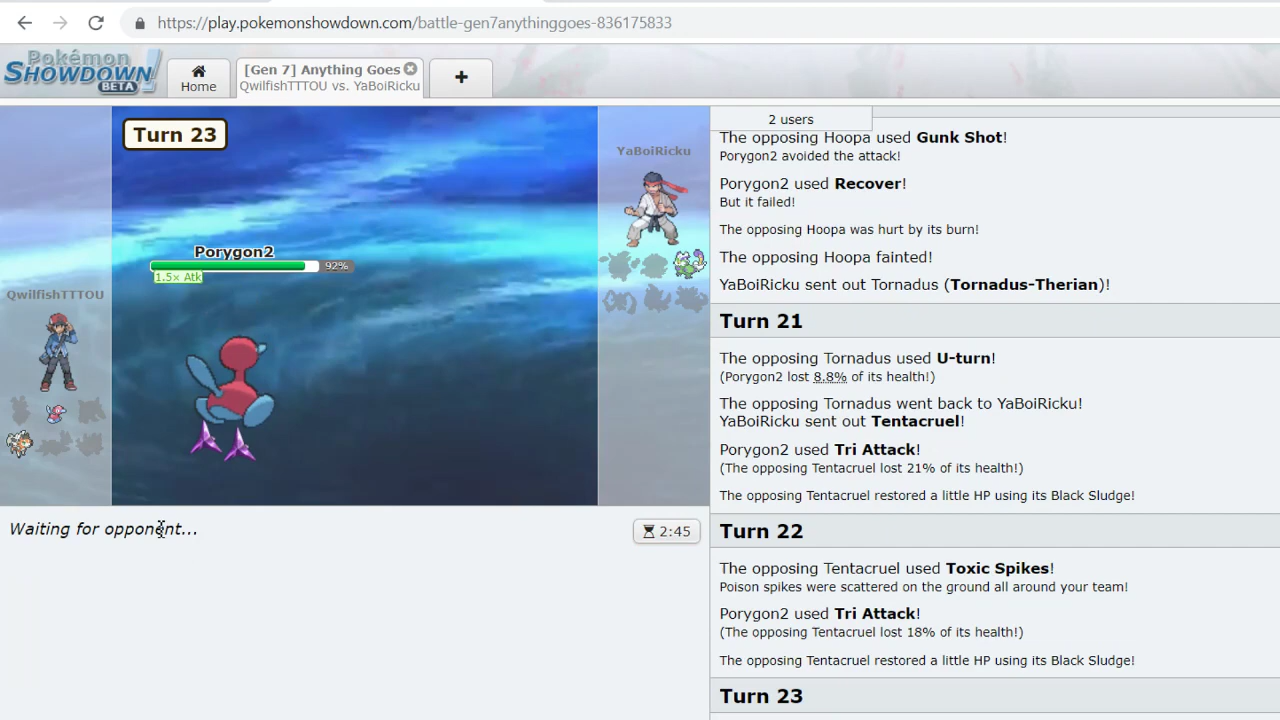 https://play.pokemonshowdown.com/battle-gen7anythinggoes-836175833
Pokémon
SHOWDOWN!
BETA
Home
[Gen 7] Anything Goes
QwilfishTTTOU vs. YaBoiRicku
Turn 23
YaBoiRicku
Porygon2
92%
1.5× Atk
QwilfishTTTOU
Waiting for opponent...
2:45
2 users
The opposing Hoopa used Gunk Shot!
Porygon2 avoided the attack!
Porygon2 used Recover!
But it failed!
The opposing Hoopa was hurt by its burn!
The opposing Hoopa fainted!
YaBoiRicku sent out Tornadus (Tornadus-Therian)!
Turn 21
The opposing Tornadus used U-turn!
(Porygon2 lost 8.8% of its health!)
The opposing Tornadus went back to YaBoiRicku!
YaBoiRicku sent out Tentacruel!
Porygon2 used Tri Attack!
(The opposing Tentacruel lost 21% of its health!)
The opposing Tentacruel restored a little HP using its Black Sludge!
Turn 22
The opposing Tentacruel used Toxic Spikes!
Poison spikes were scattered on the ground all around your team!
Porygon2 used Tri Attack!
(The opposing Tentacruel lost 18% of its health!)
The opposing Tentacruel restored a little HP using its Black Sludge!
Turn 23